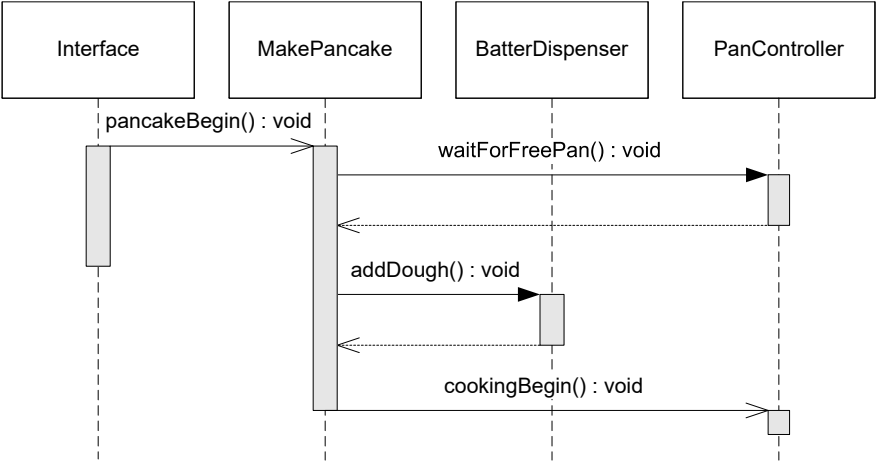 Interface
MakePancake
BatterDispenser
PanController
pancakeBegin() : void
waitForFreePan() : void
addDough() : void
cookingBegin() : void